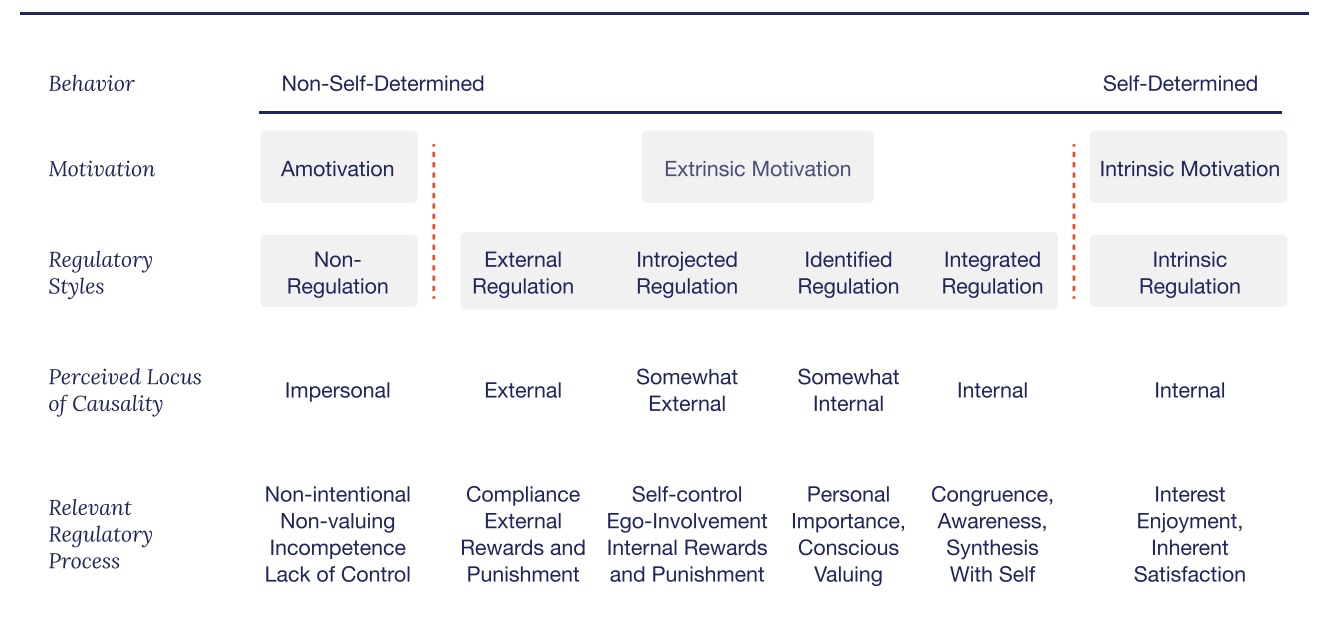 Behavior
Non-Self-Determined
Self-Determined
Motivation
Amotivation
Extrinsic Motivation
Intrinsic Motivation
Regulatory
Styles
Non-
Regulation
External
Regulation
Introjected
Regulation
Identified
Regulation
Integrated
Regulation
Intrinsic
Regulation
Perceived Locus
of Causality
Impersonal
External
Somewhat
External
Somewhat
Internal
Internal
Internal
Relevant
Regulatory
Process
Non-intentional
Non-valuing
Incompetence
Lack of Control
Compliance
External
Rewards and
Punishment
Self-control
Ego-Involvement
Internal Rewards
and Punishment
Personal
Importance,
Conscious
Valuing
Congruence,
Awareness,
Synthesis
With Self
Interest
Enjoyment,
Inherent
Satisfaction